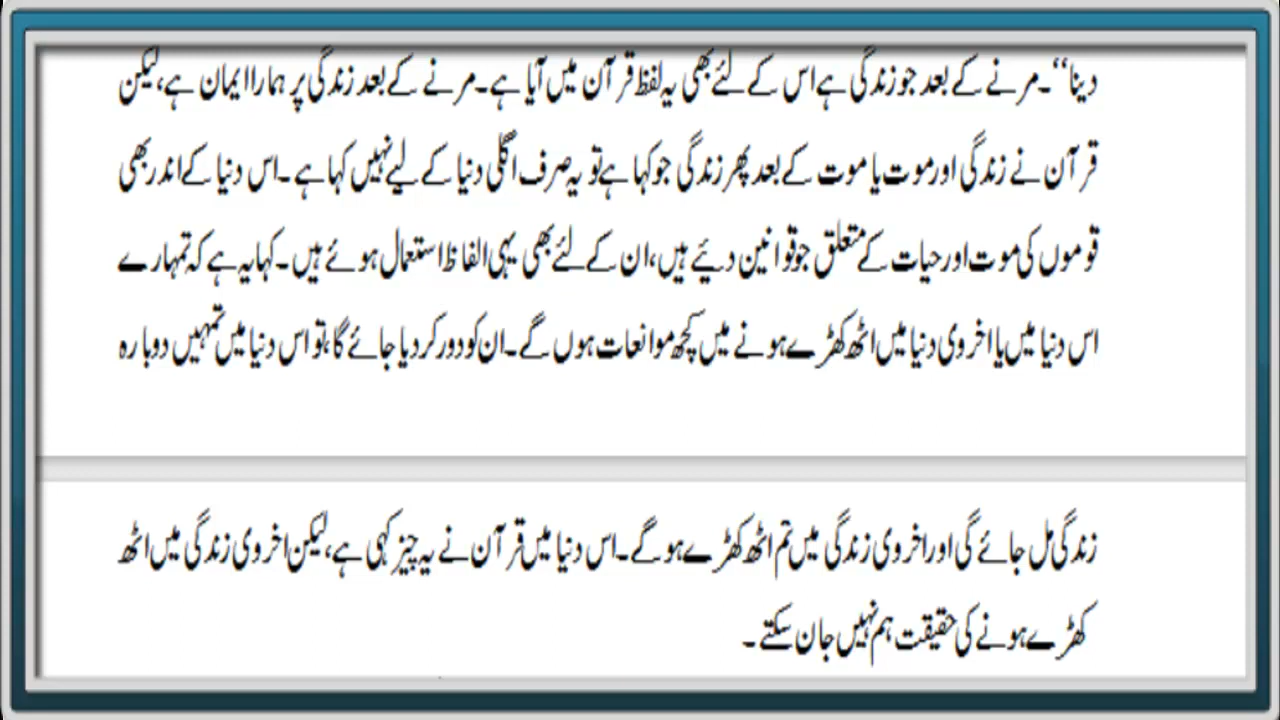 دینا“۔ مرنے کے بعد جو زندگی ہے اس کے لئے بھی یہ لفظ قرآن میں آیا ہے۔ مرنے کے بعد زندگی پر ہمارا ایمان ہے، لیکن
قرآن نے زندگی اور موت یا موت کے بعد پھر زندگی جو کہا ہے تو یہ صرف اگلی دنیا کے لیے نہیں کہا ہے۔ اس دنیا کے اندر بھی
قوموں کی موت اور حیات کے متعلق جو قوانین دیئے ہیں، ان کے لئے بھی یہی الفاظ استعمال ہوئے ہیں۔ کہا یہ ہے کہ تمہارے
اس دنیا میں یا اخروی دنیا میں اٹھ کھڑے ہونے میں کچھ موانعات ہوں گے۔ ان کو دور کر دیا جائے گا، تو اس دنیا میں تمہیں دوبارہ
زندگی مل جائے گی اور اخروی زندگی میں تم اٹھ کھڑے ہو گے۔ اس دنیا میں قرآن نے یہ چیز کہی ہے، لیکن اخروی زندگی میں اٹھ
کھڑے ہونے کی حقیقت ہم نہیں جان سکتے۔